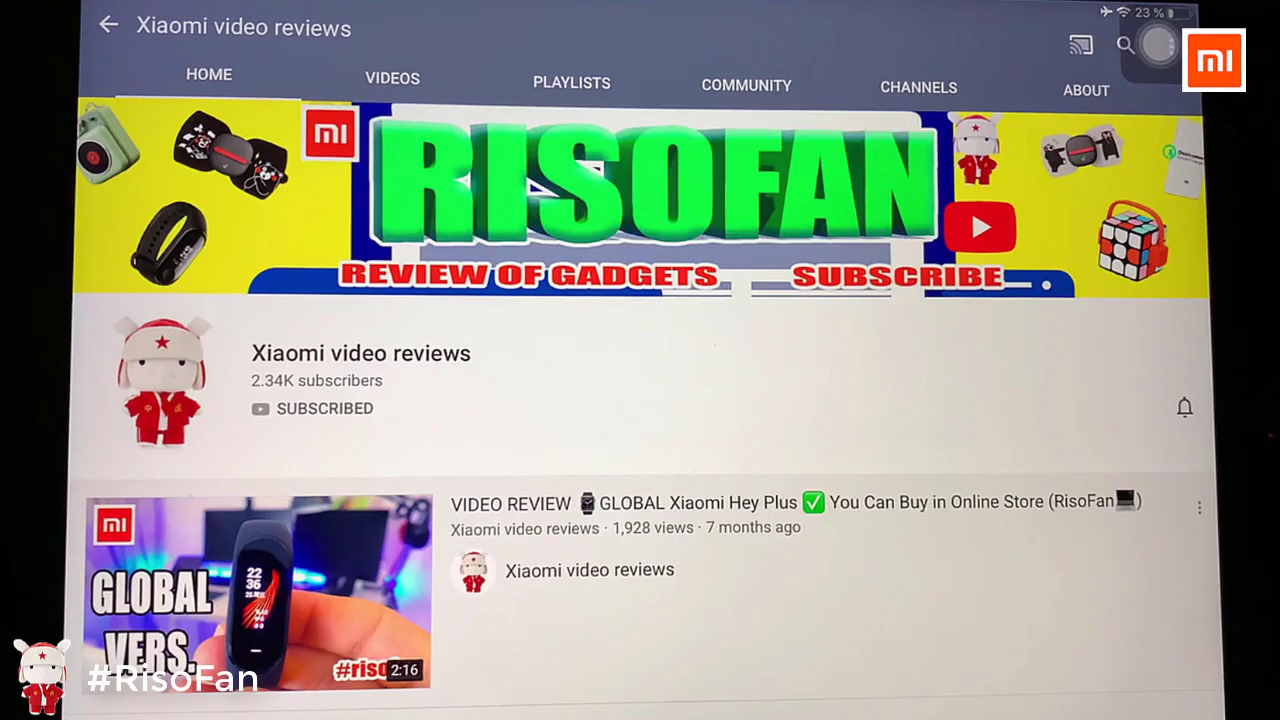 Xiaomi video reviews
23 %
HOME
VIDEOS
PLAYLISTS
COMMUNITY
CHANNELS
ABOUT
mi
mi
RISOFAN
REVIEW OF GADGETS
SUBSCRIBE
Xiaomi video reviews
2.34K subscribers
SUBSCRIBED
VIDEO REVIEW ⌚ GLOBAL Xiaomi Hey Plus ✅ You Can Buy in Online Store (RisoFan💻)
Xiaomi video reviews · 1,928 views · 7 months ago
Xiaomi video reviews
mi
GLOBAL
VERS.
22
36
#riso
2:16
#RisoFan